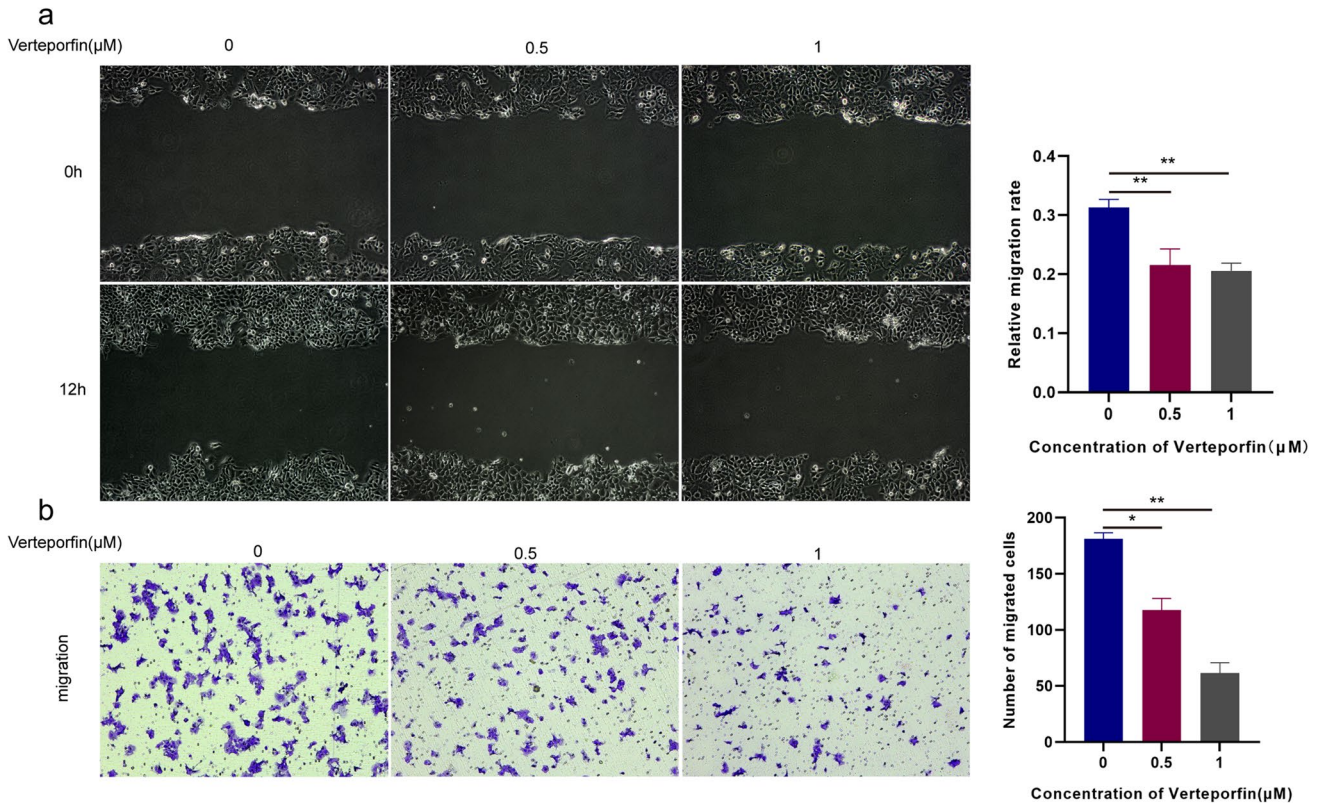 a
Verteporfin(μM) 0 0.5 1
0h
12h
Relative migration rate
0.4
0.3
0.2
0.1
0.0
** 
**
0 0.5 1
Concentration of Verteporfin(μM)
b
Verteporfin(μM) 0 0.5 1
migration
Number of migrated cells
200
150
100
50
0
**
*
0 0.5 1
Concentration of Verteporfin(μM)